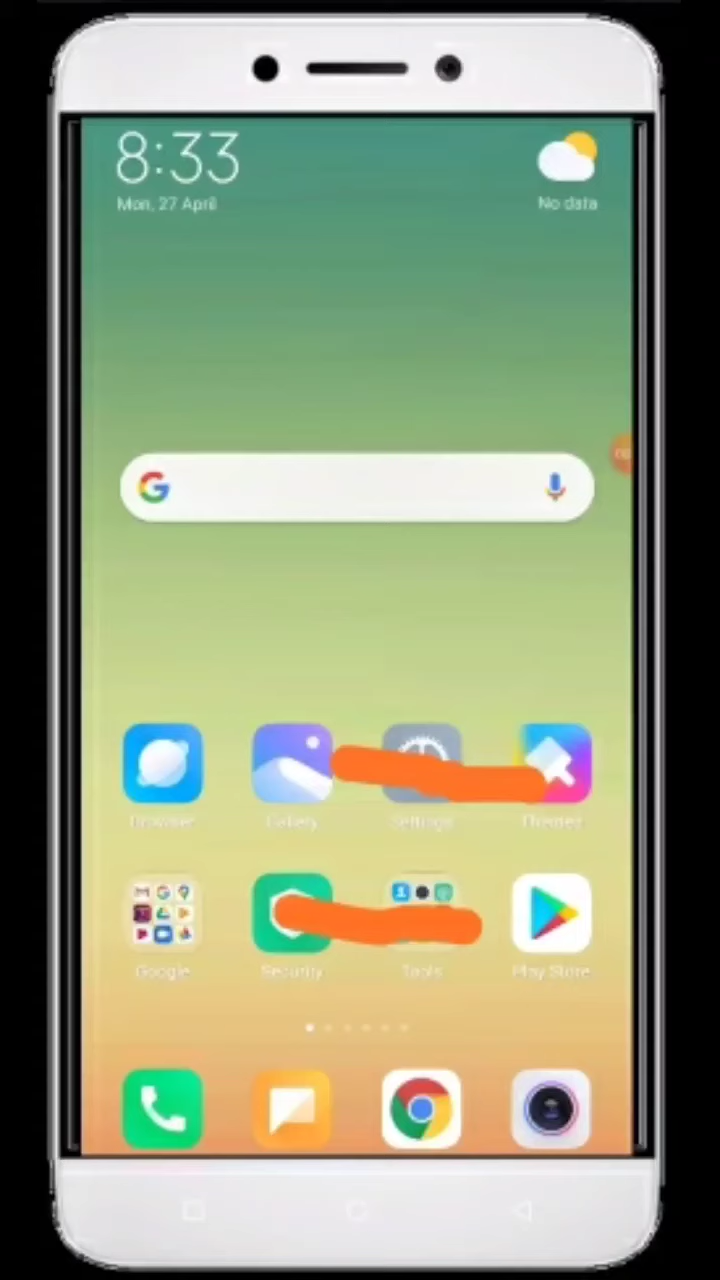 8:33
Mon, 27 April
No data
Browser
Gallery
Settings
Themes
Google
Security
Tools
Play Store